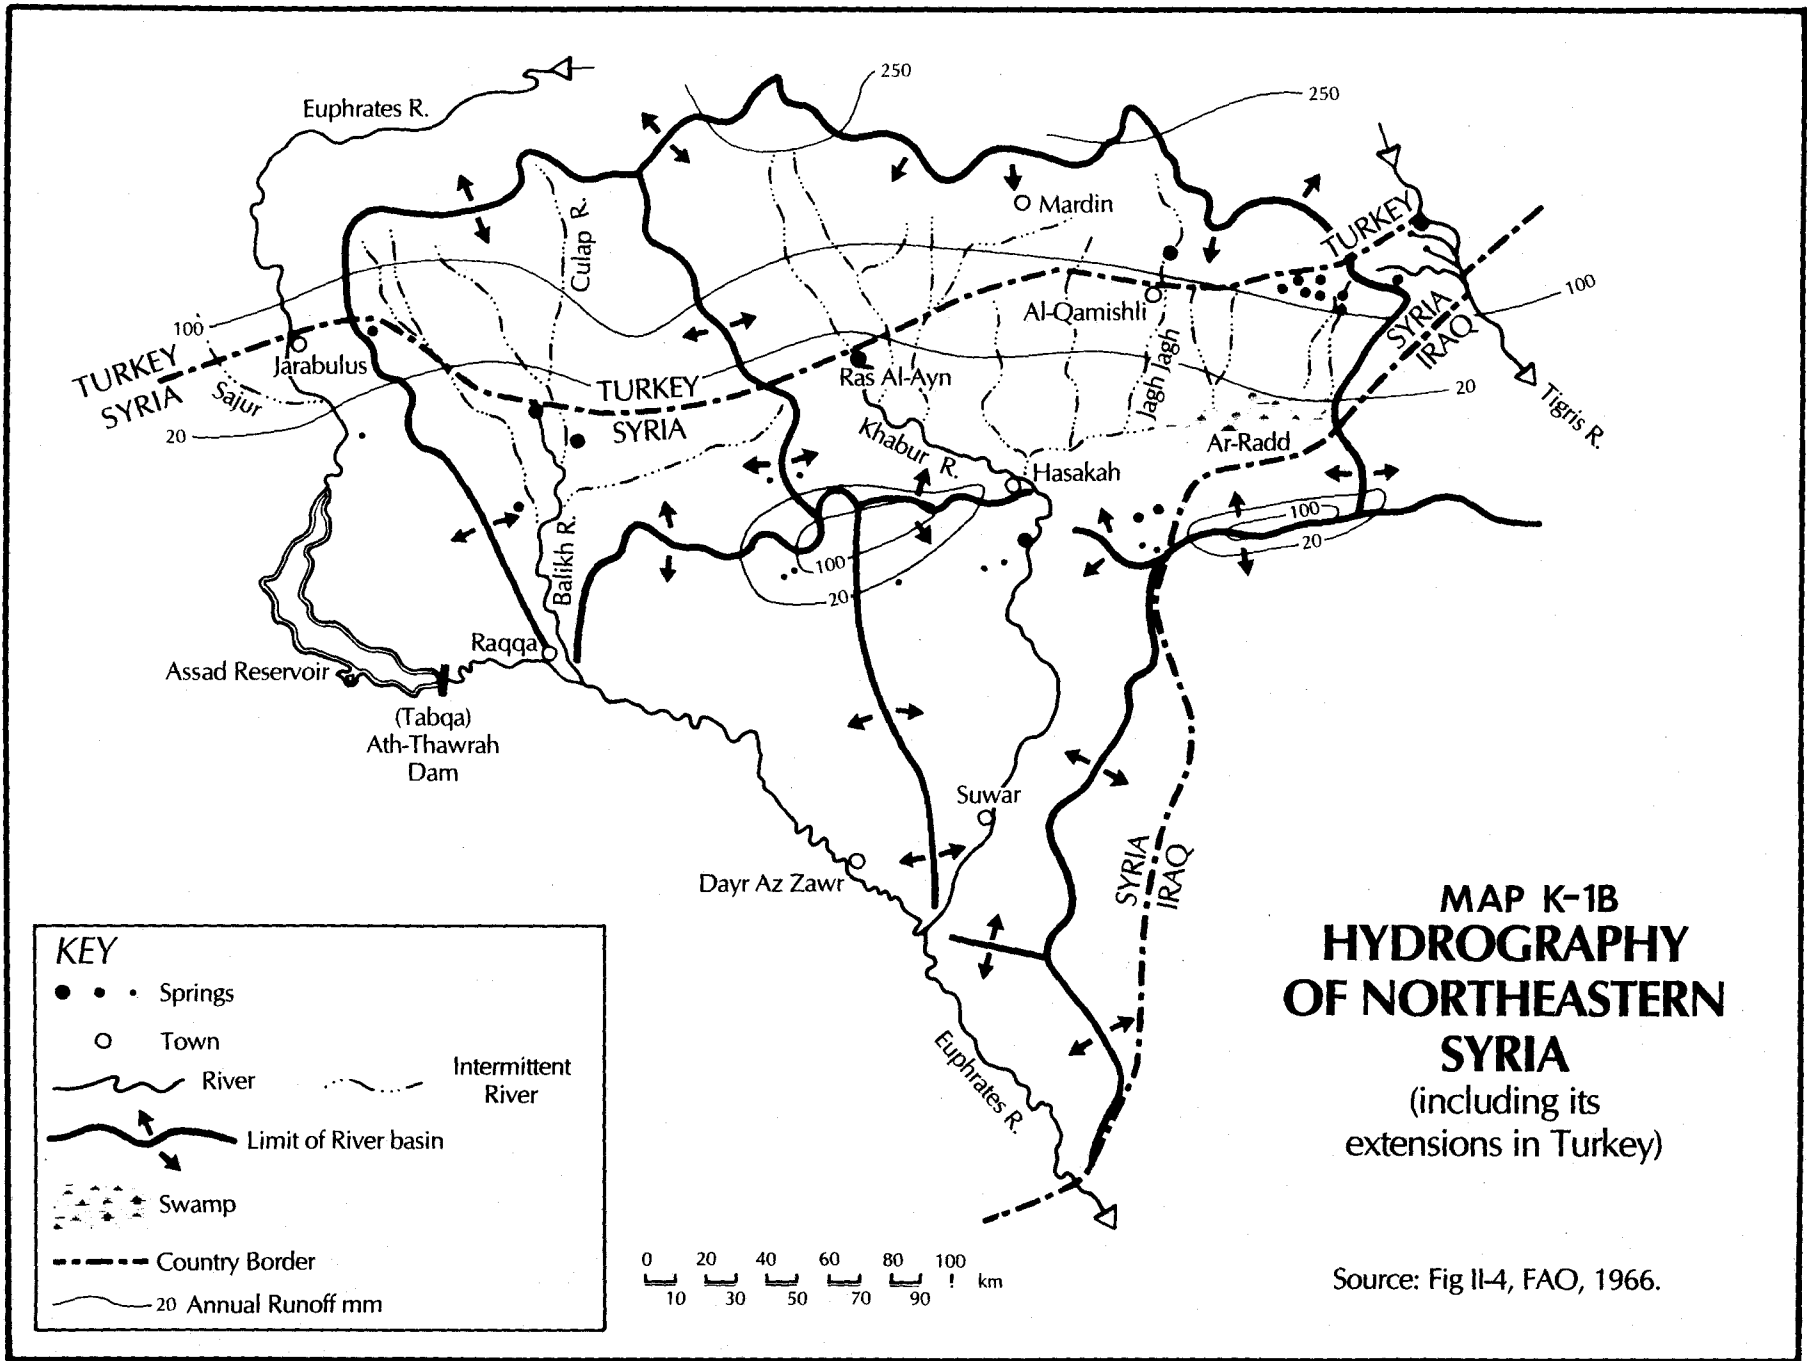 250
250
Euphrates R.
Mardin
TURKEY
Culap R.
100
Al-Qamishli
SYRIA
IRAQ
100
TURKEY
SYRIA
Jarabulus
Sajur
TURKEY
SYRIA
Ras Al-Ayn
Jagh Jagh
20
Tigris R.
20
Khabur R.
Ar-Radd
Hasakah
100
20
Balikh R.
100
20
Raqqa
Assad Reservoir
(Tabqa)
Ath-Thawrah
Dam
Suwar
Dayr Az Zawr
SYRIA
IRAQ
Euphrates R.
MAP K-1B
HYDROGRAPHY
OF NORTHEASTERN
SYRIA
(including its
extensions in Turkey)
KEY
Springs
Town
River
Intermittent
River
Limit of River basin
Swamp
Country Border
20 Annual Runoff mm
0 20 40 60 80 100
km
10 30 50 70 90
Source: Fig II-4, FAO, 1966.